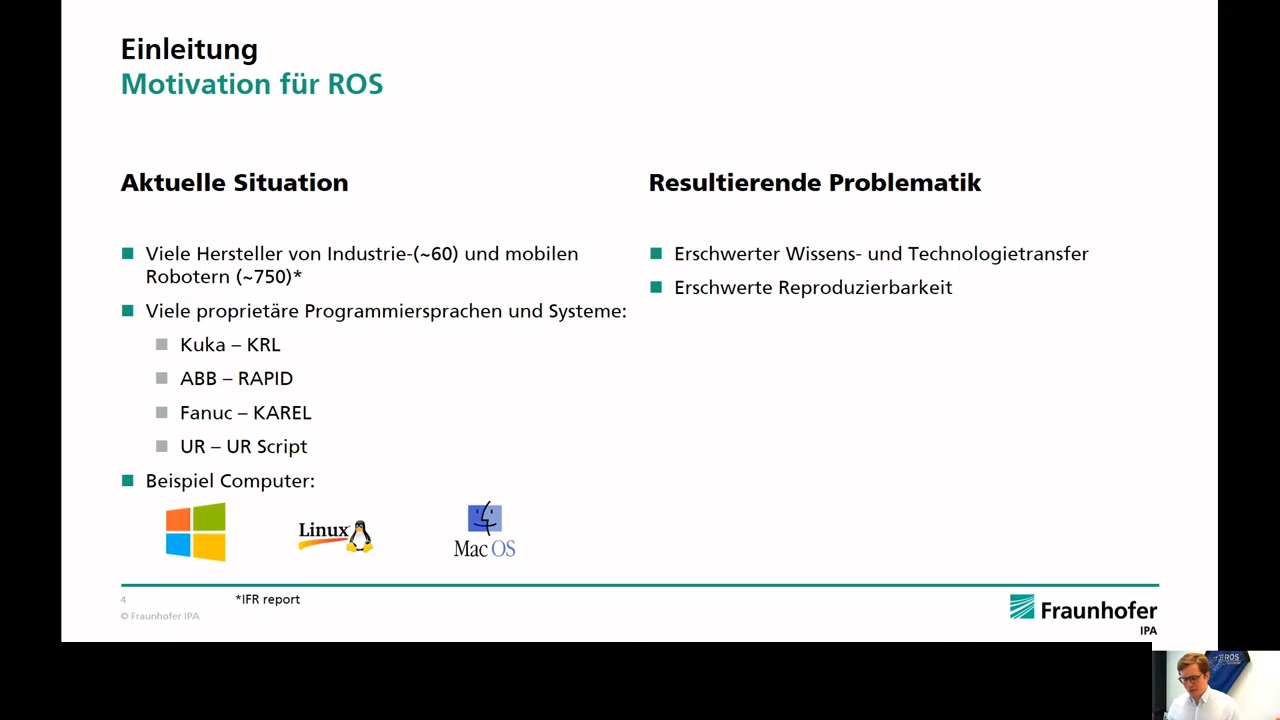 Einleitung
Motivation für ROS
Aktuelle Situation
Viele Hersteller von Industrie-(~60) und mobilen
Robotern (~750)*
Viele proprietäre Programmiersprachen und Systeme:
Kuka – KRL
ABB – RAPID
Fanuc – KAREL
UR – UR Script
Beispiel Computer:
Linux
Mac OS
Resultierende Problematik
Erschwerter Wissens- und Technologietransfer
Erschwerte Reproduzierbarkeit
4
*IFR report
© Fraunhofer IPA
Fraunhofer
IPA
ROS